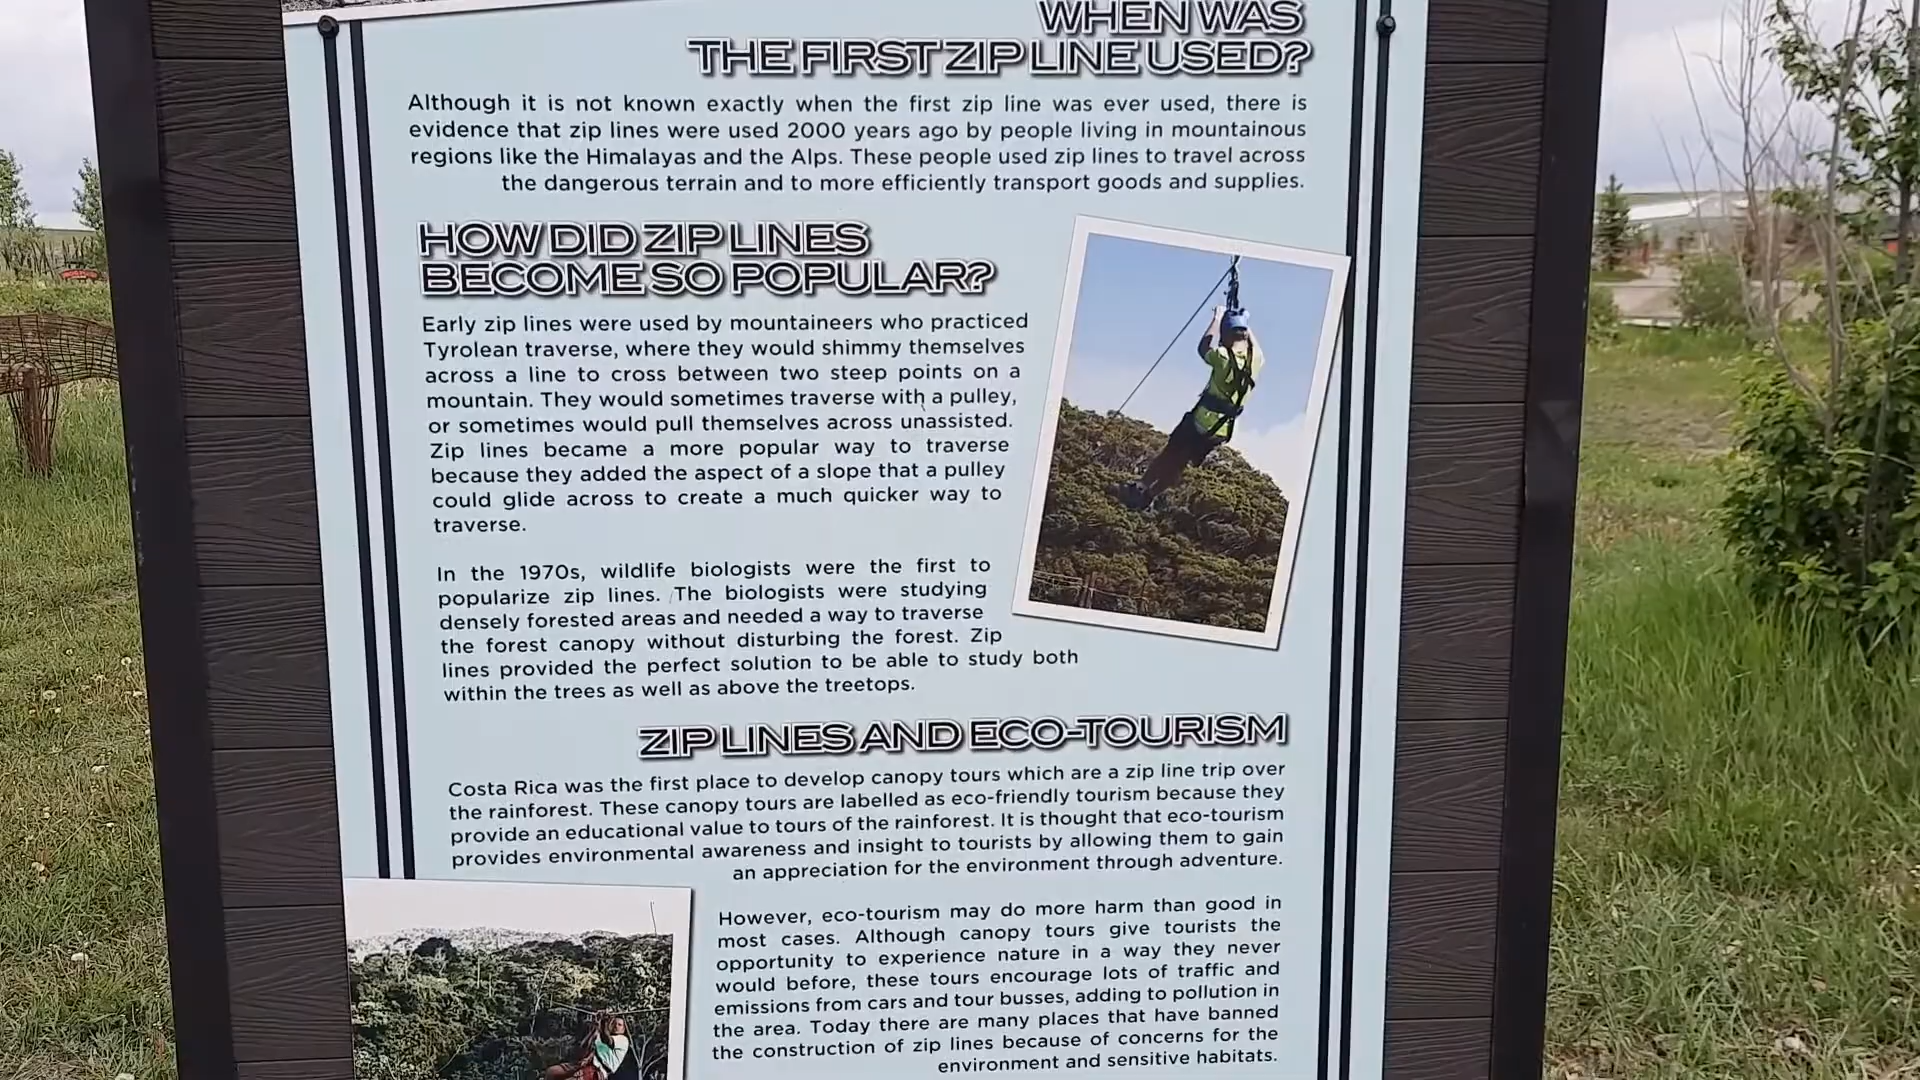 WHEN WAS
THE FIRST ZIP LINE USED?
Although it is not known exactly when the first zip line was ever used, there is
evidence that zip lines were used 2000 years ago by people living in mountainous
regions like the Himalayas and the Alps. These people used zip lines to travel across
the dangerous terrain and to more efficiently transport goods and supplies.
HOW DID ZIP LINES
BECOME SO POPULAR?
Early zip lines were used by mountaineers who practiced
Tyrolean traverse, where they would shimmy themselves
across a line to cross between two steep points on a
mountain. They would sometimes traverse with a pulley,
or sometimes would pull themselves across unassisted.
Zip lines became a more popular way to traverse
because they added the aspect of a slope that a pulley
could glide across to create a much quicker way to
traverse.
In the 1970s, wildlife biologists were the first to
popularize zip lines. The biologists were studying
densely forested areas and needed a way to traverse
the forest canopy without disturbing the forest. Zip
lines provided the perfect solution to be able to study both
within the trees as well as above the treetops.
ZIP LINES AND ECO-TOURISM
Costa Rica was the first place to develop canopy tours which are a zip line trip over
the rainforest. These canopy tours are labelled as eco-friendly tourism because they
provide an educational value to tours of the rainforest. It is thought that eco-tourism
provides environmental awareness and insight to tourists by allowing them to gain
an appreciation for the environment through adventure.
However, eco-tourism may do more harm than good in
most cases. Although canopy tours give tourists the
opportunity to experience nature in a way they never
would before, these tours encourage lots of traffic and
emissions from cars and tour busses, adding to pollution in
the area. Today there are many places that have banned
the construction of zip lines because of concerns for the
environment and sensitive habitats.